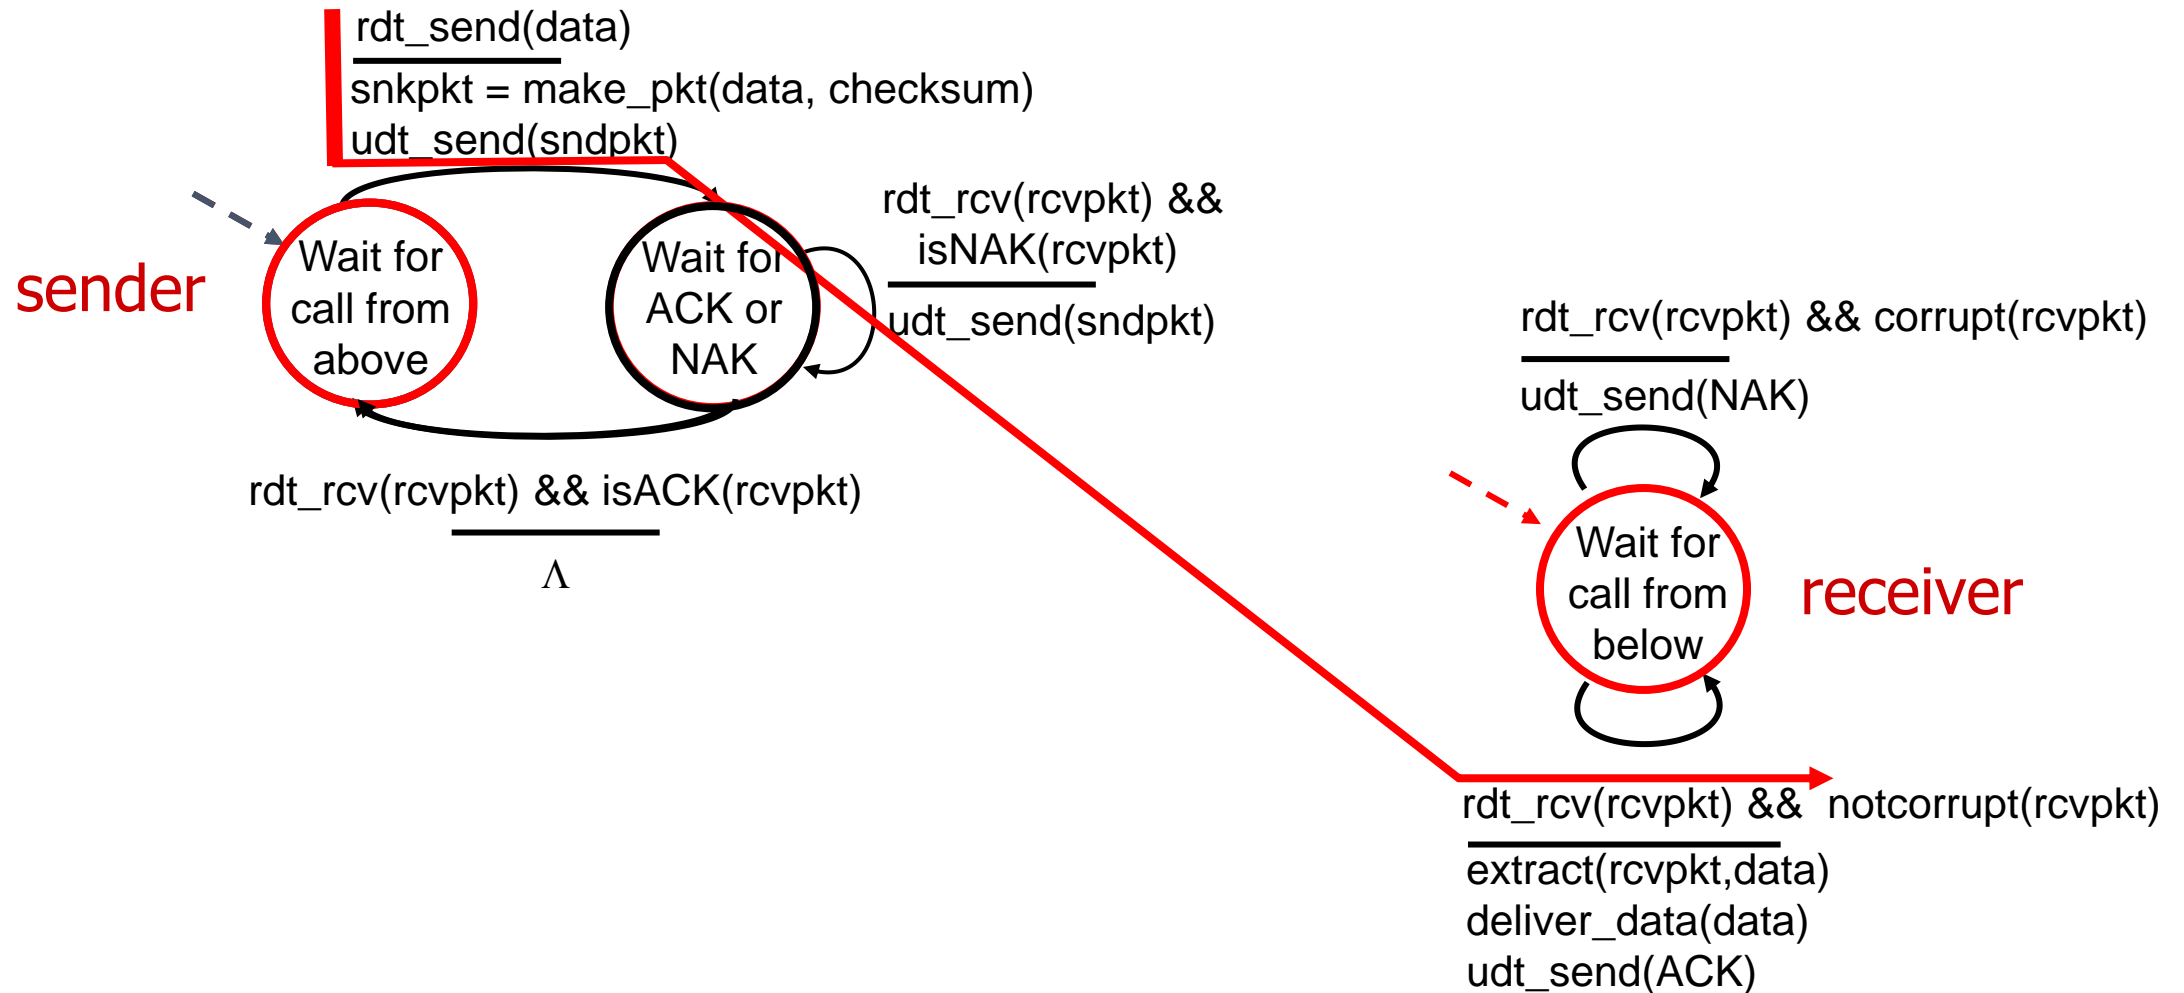 rdt_send(data)
snkpkt = make_pkt(data, checksum)
udt_send(sndpkt)
sender
Wait for
call from
above
Wait for
ACK or
NAK
rdt_rcv(rcvpkt) &&
isNAK(rcvpkt)
udt_send(sndpkt)
rdt_rcv(rcvpkt) && isACK(rcvpkt)
Λ
rdt_rcv(rcvpkt) && corrupt(rcvpkt)
udt_send(NAK)
Wait for
call from
below
receiver
rdt_rcv(rcvpkt) && notcorrupt(rcvpkt)
extract(rcvpkt,data)
deliver_data(data)
udt_send(ACK)